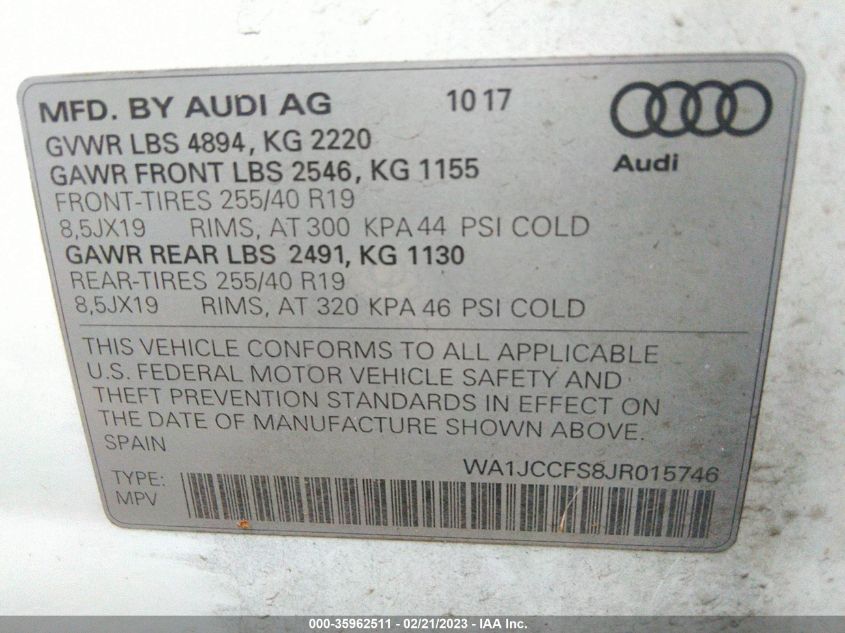 MFD. BY AUDI AG 10 17
GVWR LBS 4894, KG 2220
GAWR FRONT LBS 2546, KG 1155
Audi
FRONT-TIRES 255/40 R19
8,5JX19 RIMS, AT 300 KPA 44 PSI COLD
GAWR REAR LBS 2491, KG 1130
REAR-TIRES 255/40 R19
8,5JX19 RIMS, AT 320 KPA 46 PSI COLD
THIS VEHICLE CONFORMS TO ALL APPLICABLE
U.S. FEDERAL MOTOR VEHICLE SAFETY AND
THEFT PREVENTION STANDARDS IN EFFECT ON
THE DATE OF MANUFACTURE SHOWN ABOVE.
SPAIN
WA1JCCFS8JR015746
TYPE:
MPV
000-35962511 - 02/21/2023 - WA1 Inc.